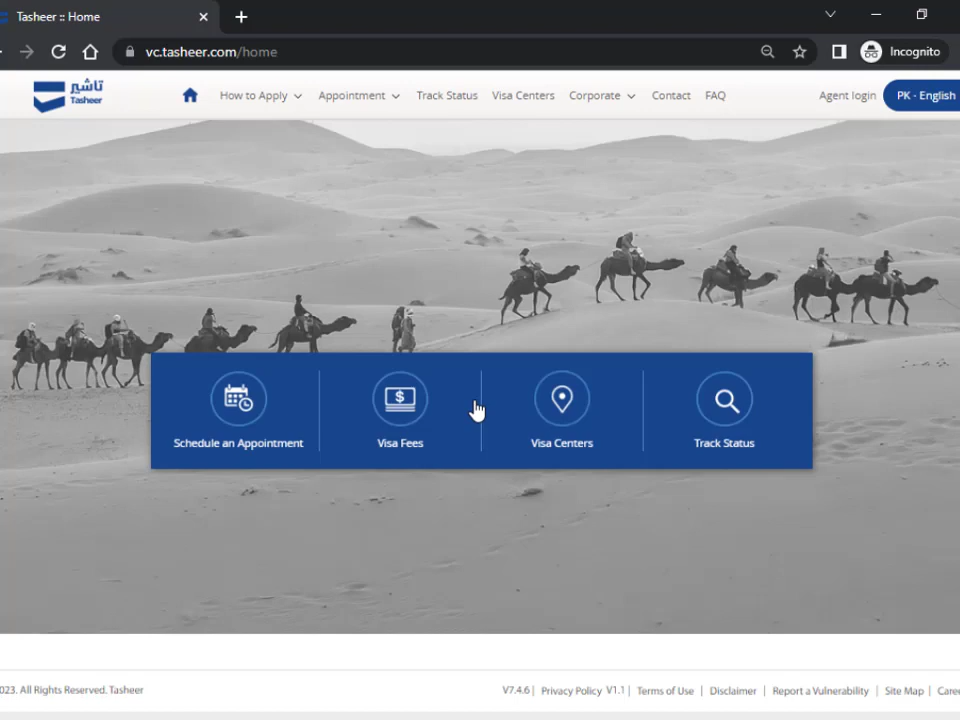 Tasheer :: Home
vc.tasheer.com/home
Incognito
تاشير
Tasheer
How to Apply
Appointment
Track Status
Visa Centers
Corporate
Contact
FAQ
Agent login
PK - English
Schedule an Appointment
Visa Fees
Visa Centers
Track Status
023. All Rights Reserved. Tasheer
V7.4.6 | Privacy Policy V1.1 | Terms of Use | Disclaimer | Report a Vulnerability | Site Map | Caree